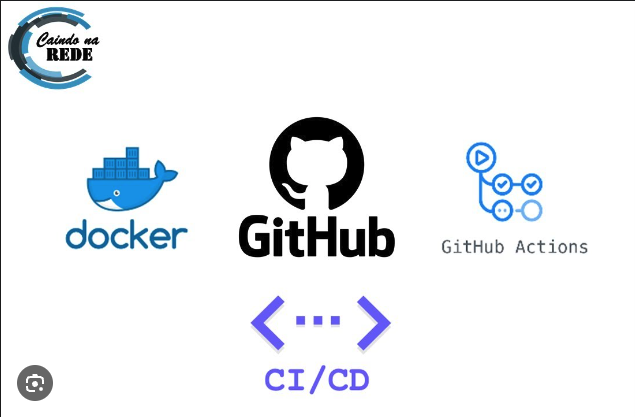 Caindo na
REDE
docker
GitHub
GitHub Actions
CI/CD